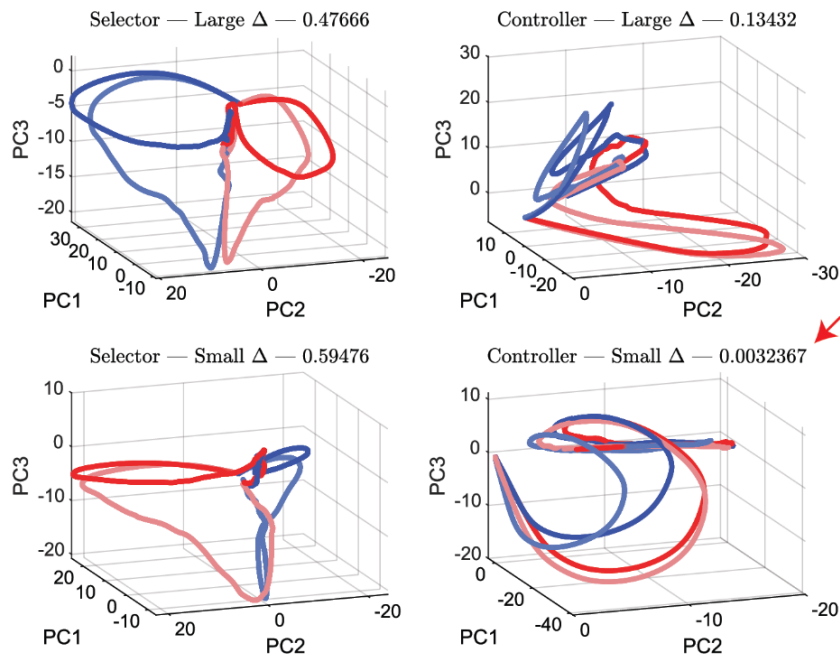 Selector — Large Δ — 0.47666
0
-5
-10
-15
-20
PC3
30
20
10
0
-10
PC1
20
0
-20
PC2
Controller — Large Δ — 0.13432
30
20
10
0
PC3
10
0
-10
-20
PC1
0
-10
-20
-30
PC2
Selector — Small Δ — 0.59476
10
0
-10
-20
PC3
20
10
0
-10
PC1
20
0
-20
PC2
Controller — Small Δ — 0.0032367
10
0
-10
-20
PC3
0
-20
-40
PC1
0
-10
-20
PC2